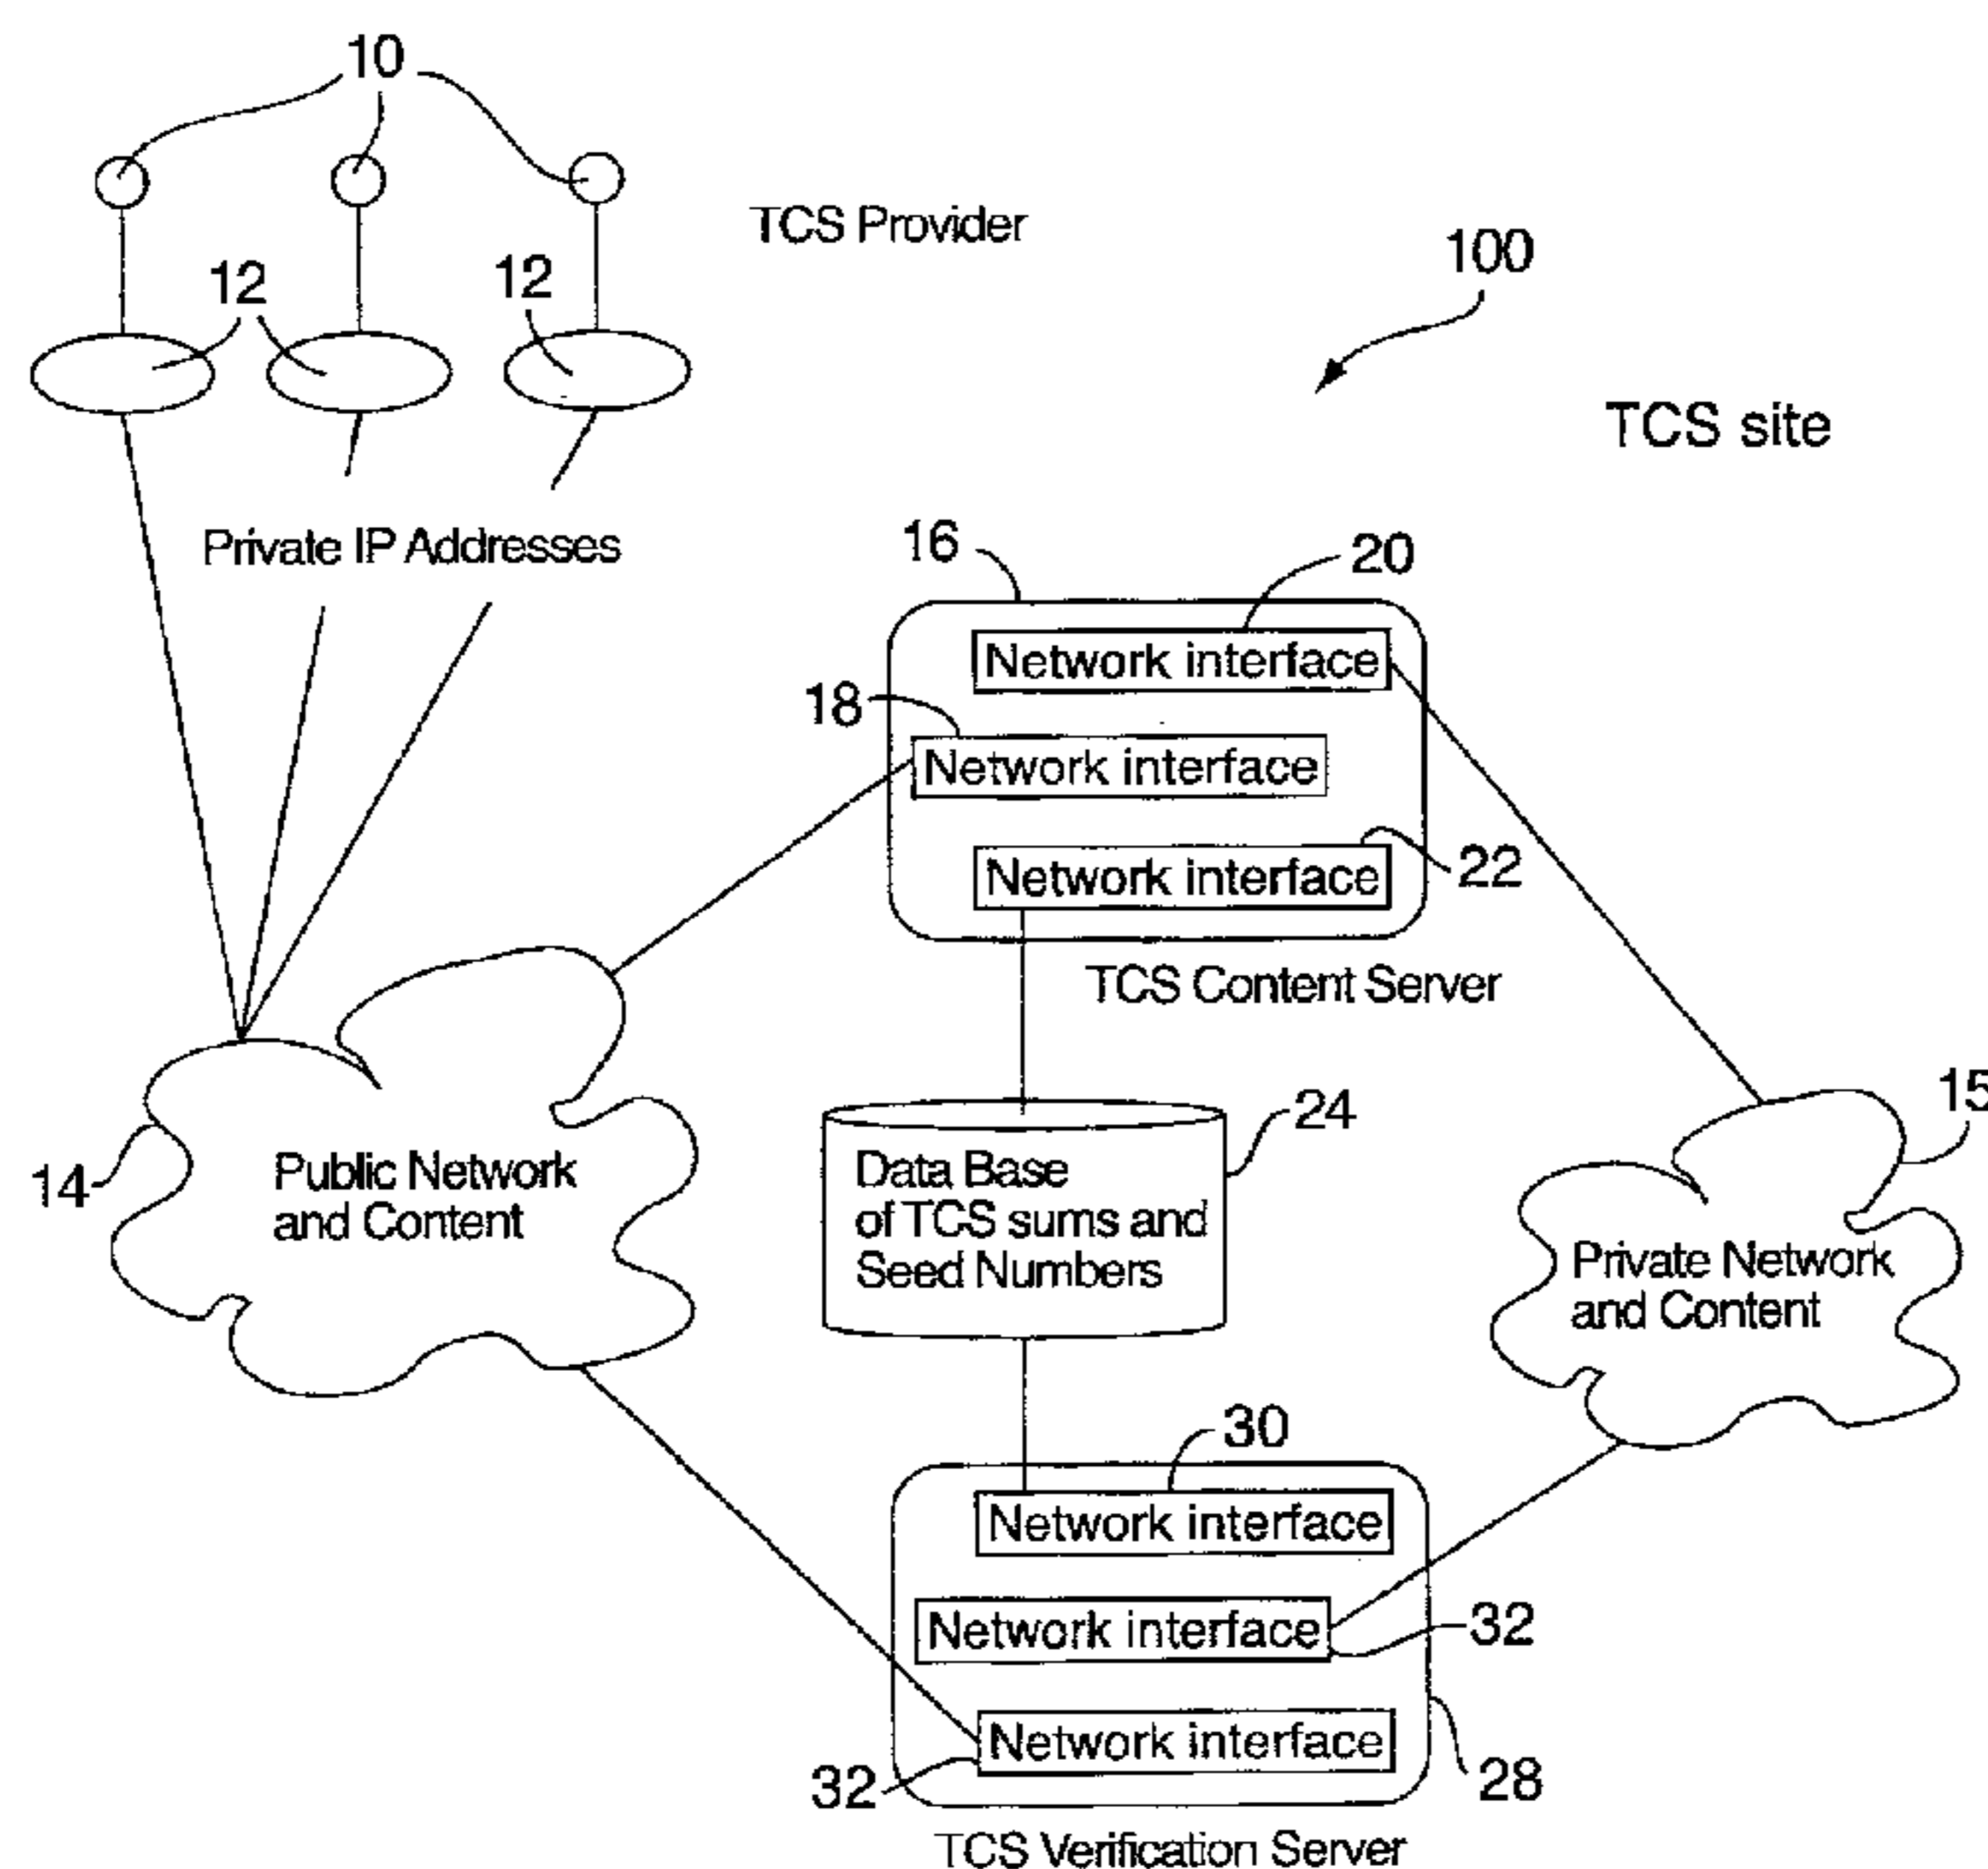 10
TCS Provider
12
12
100
TCS site
Private IP Addresses
16
20
Network interface
18
Network interface
Network interface
22
TCS Content Server
15
24
14
Public Network
and Content
Data Base
of TCS sums and
Seed Numbers
Private Network
and Content
30
Network interface
Network interface
32
Network interface
32
28
TCS Verification Server